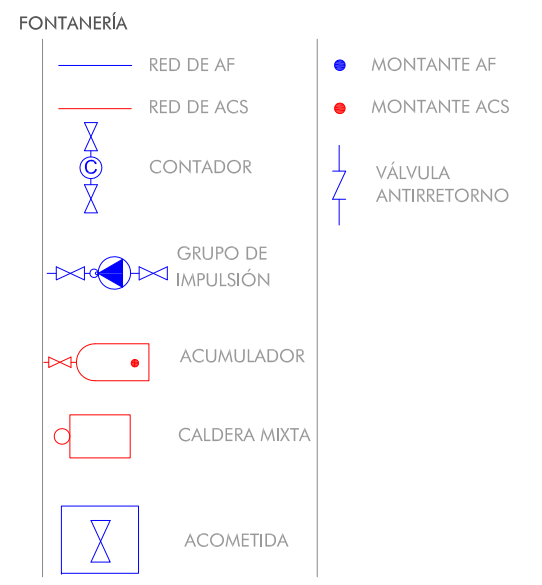 FONTANERÍA
RED DE AF
RED DE ACS
C
CONTADOR
GRUPO DE
IMPULSIÓN
ACUMULADOR
CALDERA MIXTA
ACOMETIDA
MONTANTE AF
MONTANTE ACS
VÁLVULA
ANTIRRETORNO